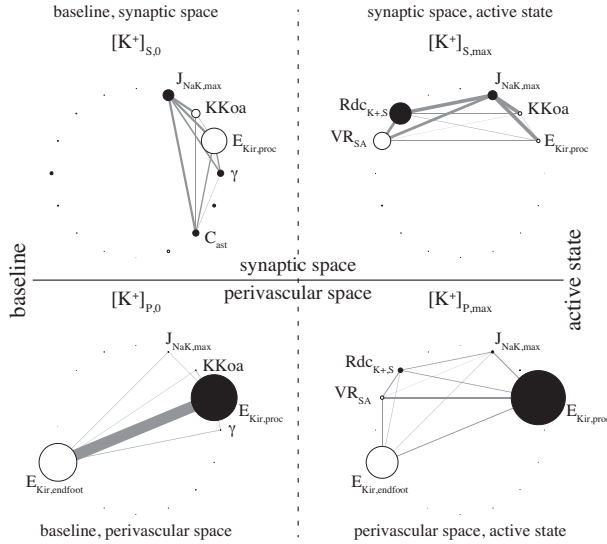 baseline, synaptic space
synaptic space, active state
[K⁺]S,0
[K⁺]S,max
JNaK,max
KKoa
EKir,proc
γ
Cast
JNaK,max
RdcK+,S
KKoa
VRSA
EKir,proc
baseline
synaptic space
perivascular space
active state
[K⁺]P,0
[K⁺]P,max
JNaK,max
KKoa
EKir,proc
γ
EKir,endfoot
JNaK,max
RdcK+,S
VRSA
EKir,proc
EKir,endfoot
baseline, perivascular space
perivascular space, active state